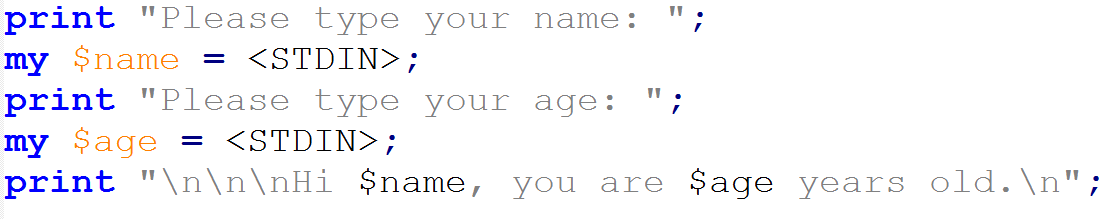 print "Please type your name: ";
my $name = <STDIN>;
print "Please type your age: ";
my $age = <STDIN>;
print "\n\n\nHi $name, you are $age years old.\n";